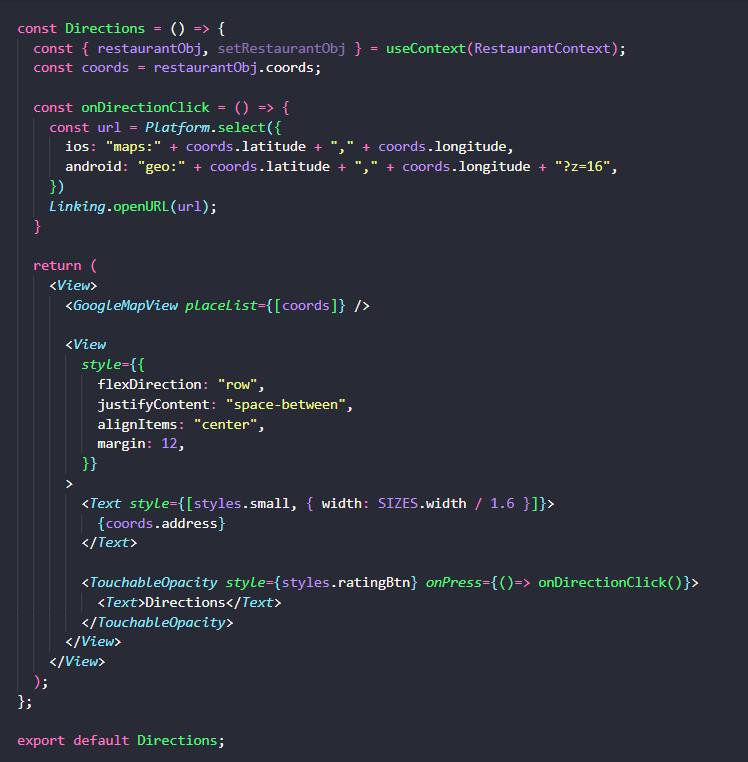 const Directions = () => {
  const { restaurantObj, setRestaurantObj } = useContext(RestaurantContext);
  const coords = restaurantObj.coords;

  const onDirectionClick = () => {
    const url = Platform.select({
      ios: "maps:" + coords.latitude + "," + coords.longitude,
      android: "geo:" + coords.latitude + "," + coords.longitude + "?z=16",
    })
    Linking.openURL(url);
  }

  return (
    <View>
      <GoogleMapView placeList={[coords]} />

      <View
        style={{
          flexDirection: "row",
          justifyContent: "space-between",
          alignItems: "center",
          margin: 12,
        }}
      >
        <Text style={[styles.small, { width: SIZES.width / 1.6 }]}>
          {coords.address}
        </Text>

        <TouchableOpacity style={styles.ratingBtn} onPress={()=> onDirectionClick()}>
          <Text>Directions</Text>
        </TouchableOpacity>
      </View>
    </View>
  );
};

export default Directions;